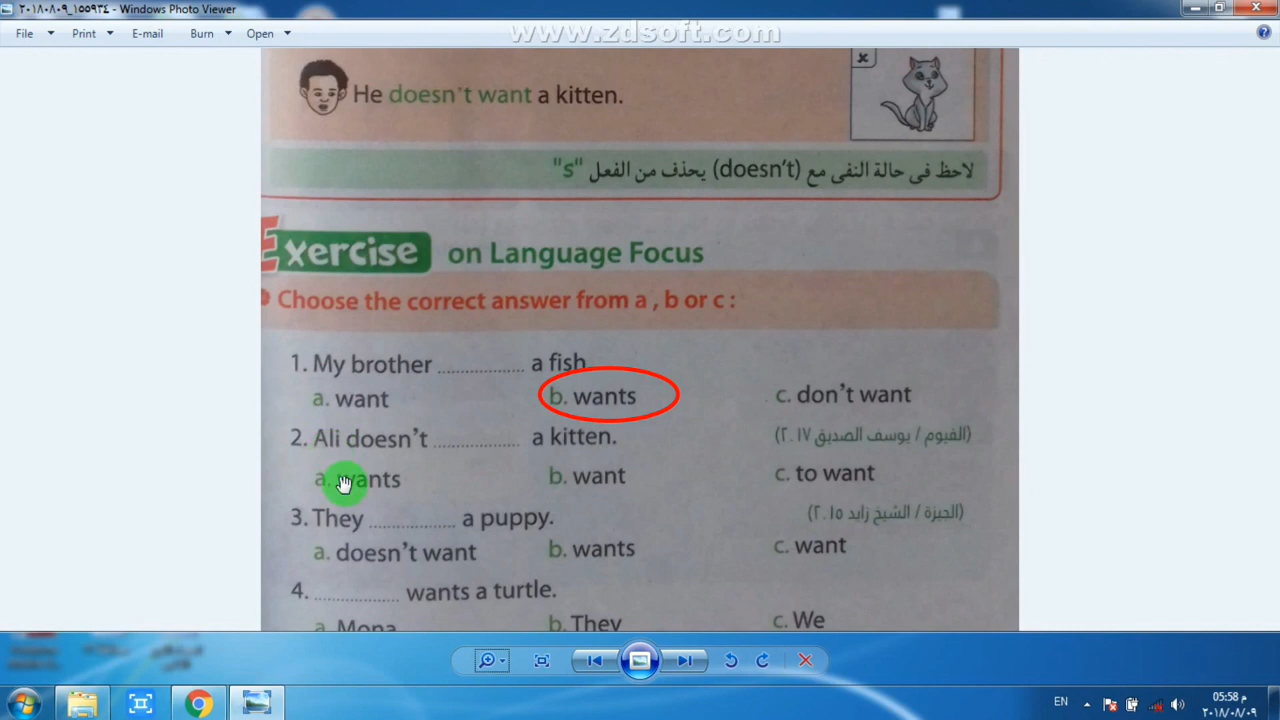 ٢٠١٨٠٨٠٩_١٥٥٩٣٤ - Windows Photo Viewer
File Print E-mail Burn Open
www.zdsoft.com
He doesn't want a kitten.
لاحظ فى حالة النفى مع (doesn't) يحذف من الفعل "s"
Exercise on Language Focus
Choose the correct answer from a , b or c :
1. My brother ............... a fish
a. want b. wants c. don't want
2. Ali doesn't ............... a kitten. (الفيوم / يوسف الصديق ٢٠١٧)
a. wants b. want c. to want
3. They ............... a puppy. (الجيزة / الشيخ زايد ٢٠١٥)
a. doesn't want b. wants c. want
4. ............... wants a turtle.
a. Mona b. They c. We
EN
05:58 م
٢٠١٨/٠٨/٠٩